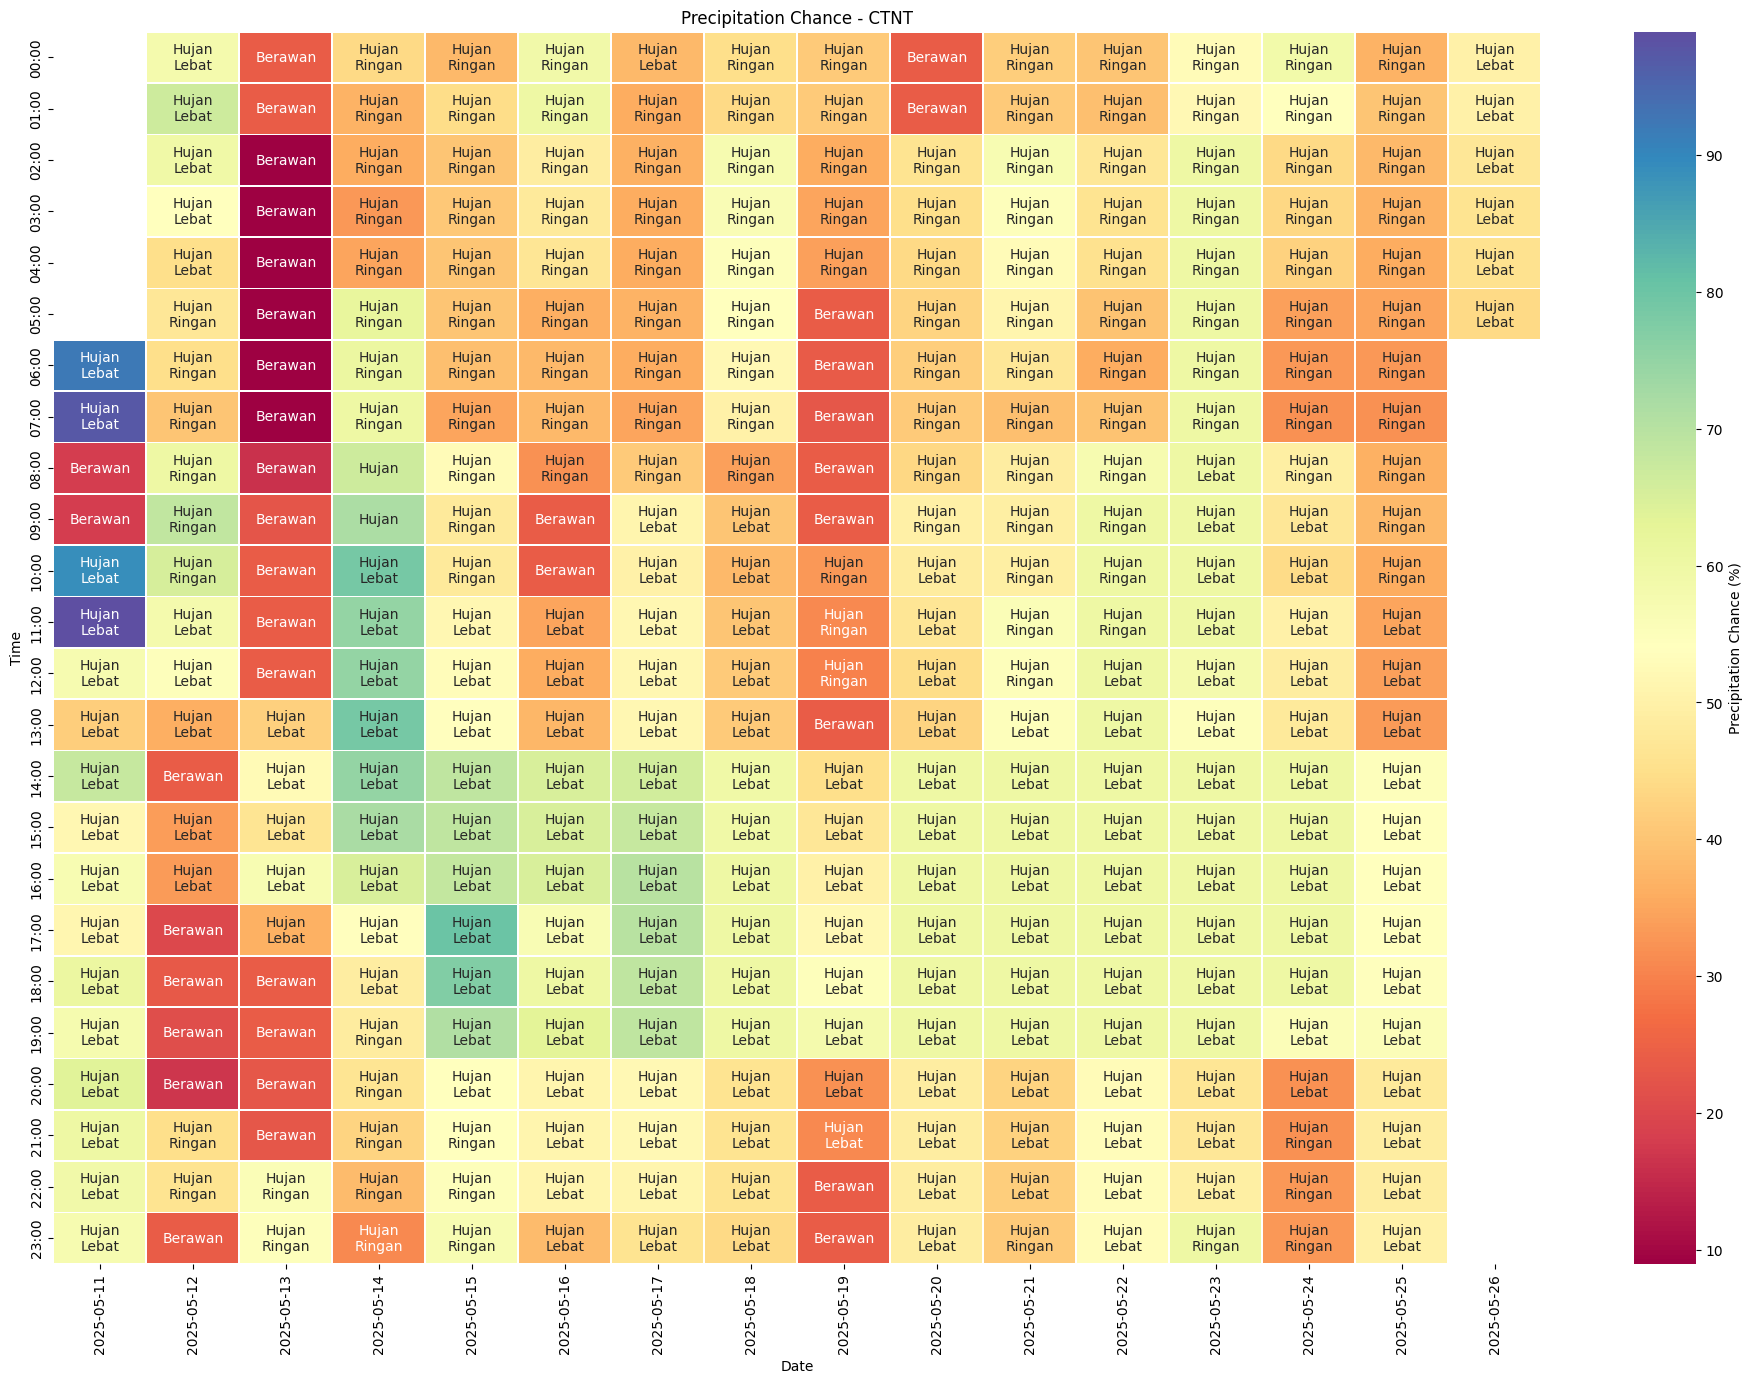 Precipitation Chance - CTNT
00:00 Hujan Lebat Berawan Hujan Ringan Hujan Ringan Hujan Ringan Hujan Lebat Hujan Ringan Hujan Ringan Berawan Hujan Ringan Hujan Ringan Hujan Ringan Hujan Ringan Hujan Ringan Hujan Lebat
01:00 Hujan Lebat Berawan Hujan Ringan Hujan Ringan Hujan Ringan Hujan Ringan Hujan Ringan Hujan Ringan Berawan Hujan Ringan Hujan Ringan Hujan Ringan Hujan Ringan Hujan Ringan Hujan Lebat
02:00 Hujan Lebat Berawan Hujan Ringan Hujan Ringan Hujan Ringan Hujan Ringan Hujan Ringan Hujan Ringan Hujan Ringan Hujan Ringan Hujan Ringan Hujan Ringan Hujan Ringan Hujan Ringan Hujan Lebat
03:00 Hujan Lebat Berawan Hujan Ringan Hujan Ringan Hujan Ringan Hujan Ringan Hujan Ringan Hujan Ringan Hujan Ringan Hujan Ringan Hujan Ringan Hujan Ringan Hujan Ringan Hujan Ringan Hujan Lebat
04:00 Hujan Lebat Berawan Hujan Ringan Hujan Ringan Hujan Ringan Hujan Ringan Hujan Ringan Hujan Ringan Hujan Ringan Hujan Ringan Hujan Ringan Hujan Ringan Hujan Ringan Hujan Ringan Hujan Lebat
05:00 Hujan Ringan Berawan Hujan Ringan Hujan Ringan Hujan Ringan Hujan Ringan Hujan Ringan Berawan Hujan Ringan Hujan Ringan Hujan Ringan Hujan Ringan Hujan Ringan Hujan Ringan Hujan Lebat
06:00 Hujan Lebat Hujan Ringan Berawan Hujan Ringan Hujan Ringan Hujan Ringan Hujan Ringan Hujan Ringan Berawan Hujan Ringan Hujan Ringan Hujan Ringan Hujan Ringan Hujan Ringan Hujan Ringan
07:00 Hujan Lebat Hujan Ringan Berawan Hujan Ringan Hujan Ringan Hujan Ringan Hujan Ringan Hujan Ringan Berawan Hujan Ringan Hujan Ringan Hujan Ringan Hujan Ringan Hujan Ringan Hujan Ringan
08:00 Berawan Hujan Ringan Berawan Hujan Hujan Ringan Hujan Ringan Hujan Ringan Hujan Ringan Berawan Hujan Ringan Hujan Ringan Hujan Ringan Hujan Lebat Hujan Ringan Hujan Ringan
09:00 Berawan Hujan Ringan Berawan Hujan Hujan Ringan Berawan Hujan Lebat Hujan Lebat Berawan Hujan Ringan Hujan Ringan Hujan Ringan Hujan Lebat Hujan Lebat Hujan Ringan
10:00 Hujan Lebat Hujan Ringan Berawan Hujan Lebat Hujan Ringan Berawan Hujan Lebat Hujan Lebat Hujan Ringan Hujan Lebat Hujan Ringan Hujan Ringan Hujan Lebat Hujan Lebat Hujan Ringan
11:00 Hujan Lebat Hujan Lebat Berawan Hujan Lebat Hujan Lebat Hujan Lebat Hujan Lebat Hujan Lebat Hujan Ringan Hujan Lebat Hujan Ringan Hujan Ringan Hujan Lebat Hujan Lebat Hujan Lebat
12:00 Hujan Lebat Hujan Lebat Berawan Hujan Lebat Hujan Lebat Hujan Lebat Hujan Lebat Hujan Lebat Hujan Ringan Hujan Lebat Hujan Ringan Hujan Lebat Hujan Lebat Hujan Lebat Hujan Lebat
13:00 Hujan Lebat Hujan Lebat Hujan Lebat Hujan Lebat Hujan Lebat Hujan Lebat Hujan Lebat Hujan Lebat Berawan Hujan Lebat Hujan Lebat Hujan Lebat Hujan Lebat Hujan Lebat Hujan Lebat
14:00 Hujan Lebat Berawan Hujan Lebat Hujan Lebat Hujan Lebat Hujan Lebat Hujan Lebat Hujan Lebat Hujan Lebat Hujan Lebat Hujan Lebat Hujan Lebat Hujan Lebat Hujan Lebat Hujan Lebat
15:00 Hujan Lebat Hujan Lebat Hujan Lebat Hujan Lebat Hujan Lebat Hujan Lebat Hujan Lebat Hujan Lebat Hujan Lebat Hujan Lebat Hujan Lebat Hujan Lebat Hujan Lebat Hujan Lebat Hujan Lebat
16:00 Hujan Lebat Hujan Lebat Hujan Lebat Hujan Lebat Hujan Lebat Hujan Lebat Hujan Lebat Hujan Lebat Hujan Lebat Hujan Lebat Hujan Lebat Hujan Lebat Hujan Lebat Hujan Lebat Hujan Lebat
17:00 Hujan Lebat Berawan Hujan Lebat Hujan Lebat Hujan Lebat Hujan Lebat Hujan Lebat Hujan Lebat Hujan Lebat Hujan Lebat Hujan Lebat Hujan Lebat Hujan Lebat Hujan Lebat Hujan Lebat
18:00 Hujan Lebat Berawan Berawan Hujan Lebat Hujan Lebat Hujan Lebat Hujan Lebat Hujan Lebat Hujan Lebat Hujan Lebat Hujan Lebat Hujan Lebat Hujan Lebat Hujan Lebat Hujan Lebat
19:00 Hujan Lebat Berawan Berawan Hujan Ringan Hujan Lebat Hujan Lebat Hujan Lebat Hujan Lebat Hujan Lebat Hujan Lebat Hujan Lebat Hujan Lebat Hujan Lebat Hujan Lebat Hujan Lebat
20:00 Hujan Lebat Berawan Berawan Hujan Ringan Hujan Lebat Hujan Lebat Hujan Lebat Hujan Lebat Hujan Lebat Hujan Lebat Hujan Lebat Hujan Lebat Hujan Lebat Hujan Lebat Hujan Lebat
21:00 Hujan Lebat Hujan Ringan Berawan Hujan Ringan Hujan Ringan Hujan Lebat Hujan Lebat Hujan Lebat Hujan Lebat Hujan Lebat Hujan Lebat Hujan Lebat Hujan Lebat Hujan Ringan Hujan Lebat
22:00 Hujan Lebat Hujan Ringan Hujan Ringan Hujan Ringan Hujan Ringan Hujan Lebat Hujan Lebat Hujan Lebat Berawan Hujan Lebat Hujan Lebat Hujan Lebat Hujan Lebat Hujan Ringan Hujan Lebat
23:00 Hujan Lebat Berawan Hujan Ringan Hujan Ringan Hujan Ringan Hujan Lebat Hujan Lebat Hujan Lebat Berawan Hujan Lebat Hujan Ringan Hujan Lebat Hujan Ringan Hujan Ringan Hujan Lebat
Time
2025-05-11 2025-05-12 2025-05-13 2025-05-14 2025-05-15 2025-05-16 2025-05-17 2025-05-18 2025-05-19 2025-05-20 2025-05-21 2025-05-22 2025-05-23 2025-05-24 2025-05-25 2025-05-26
Date
90
80
70
60
50
40
30
20
10
Precipitation Chance (%)